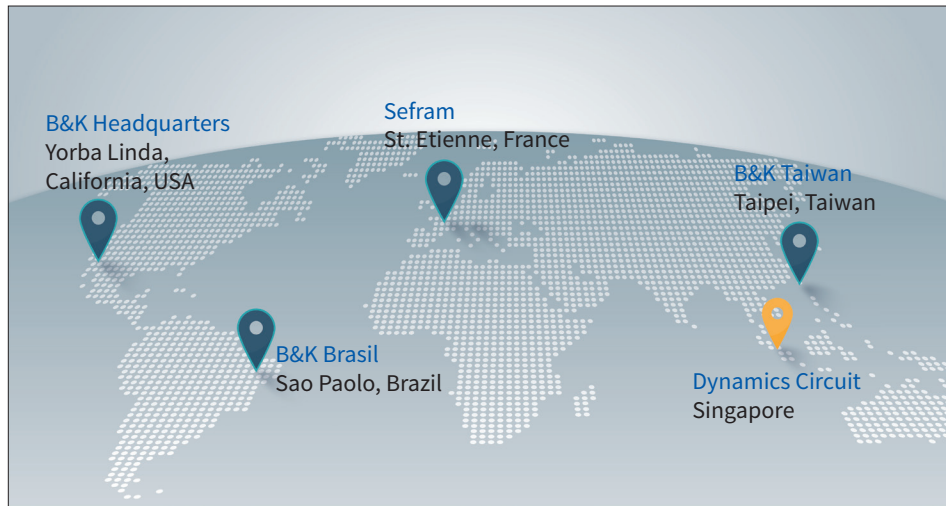 B&K Headquarters
Yorba Linda,
California, USA
Sefram
St. Etienne, France
B&K Taiwan
Taipei, Taiwan
B&K Brasil
Sao Paolo, Brazil
Dynamics Circuit
Singapore